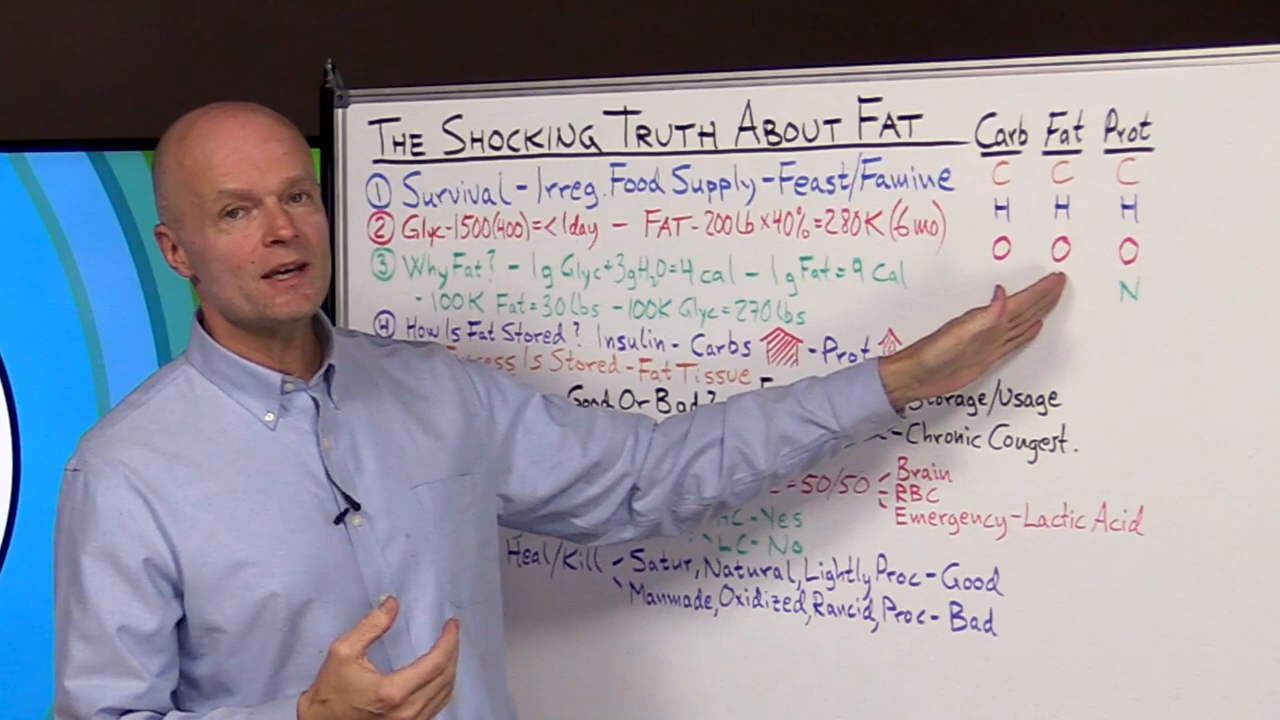 THE SHOCKING TRUTH ABOUT FAT
Carb Fat Prot
C C C
H H H
O O O
N
① Survival - Irreg. Food Supply - Feast/Famine
② Glyc - 1500(400) = <1day - FAT - 200lb x 40% = 280K (6mo)
③ Why Fat? - 1g Glyc + 3gH2O = 4 cal - 1g Fat = 9 Cal
- 100K Fat = 30lbs - 100K Glyc = 270lbs
④ How Is Fat Stored? Insulin - Carbs - Prot
Is Stored - Fat Tissue
Good Or Bad?
Storage/Usage
- Chronic Congest.
= 50/50 - Brain
- RBC
Emergency - Lactic Acid
HC - Yes
LC - No
Heal/Kill - Satur, Natural, Lightly Proc - Good
Manmade, Oxidized, Rancid, Proc - Bad